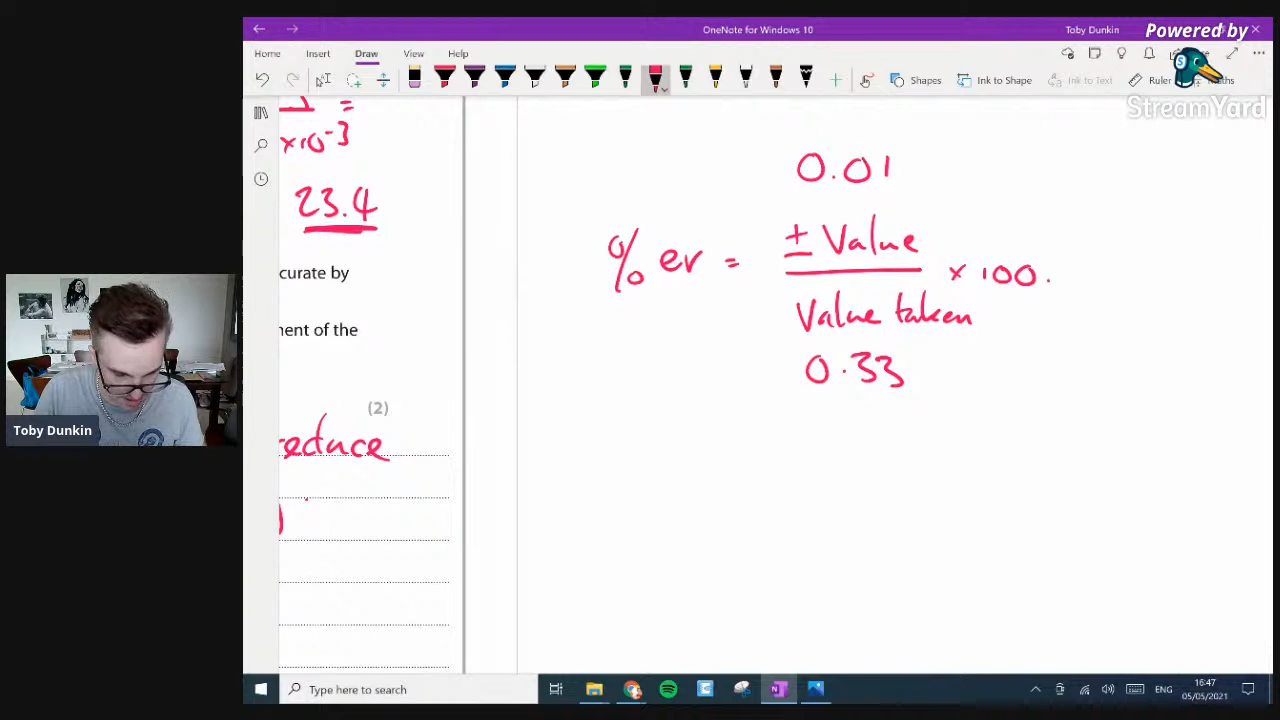 OneNote for Windows 10
Toby Dunkin
Powered by
StreamYard
Home Insert Draw View Help
Shapes Ink to Shape Ink to Text Ruler Maths
=
×10-3
23.4
curate by
nent of the
(2)
reduce
0.01
% er = ± Value × 100.
Value taken
0.33
Toby Dunkin
Type here to search
ENG
16:47
05/05/2021